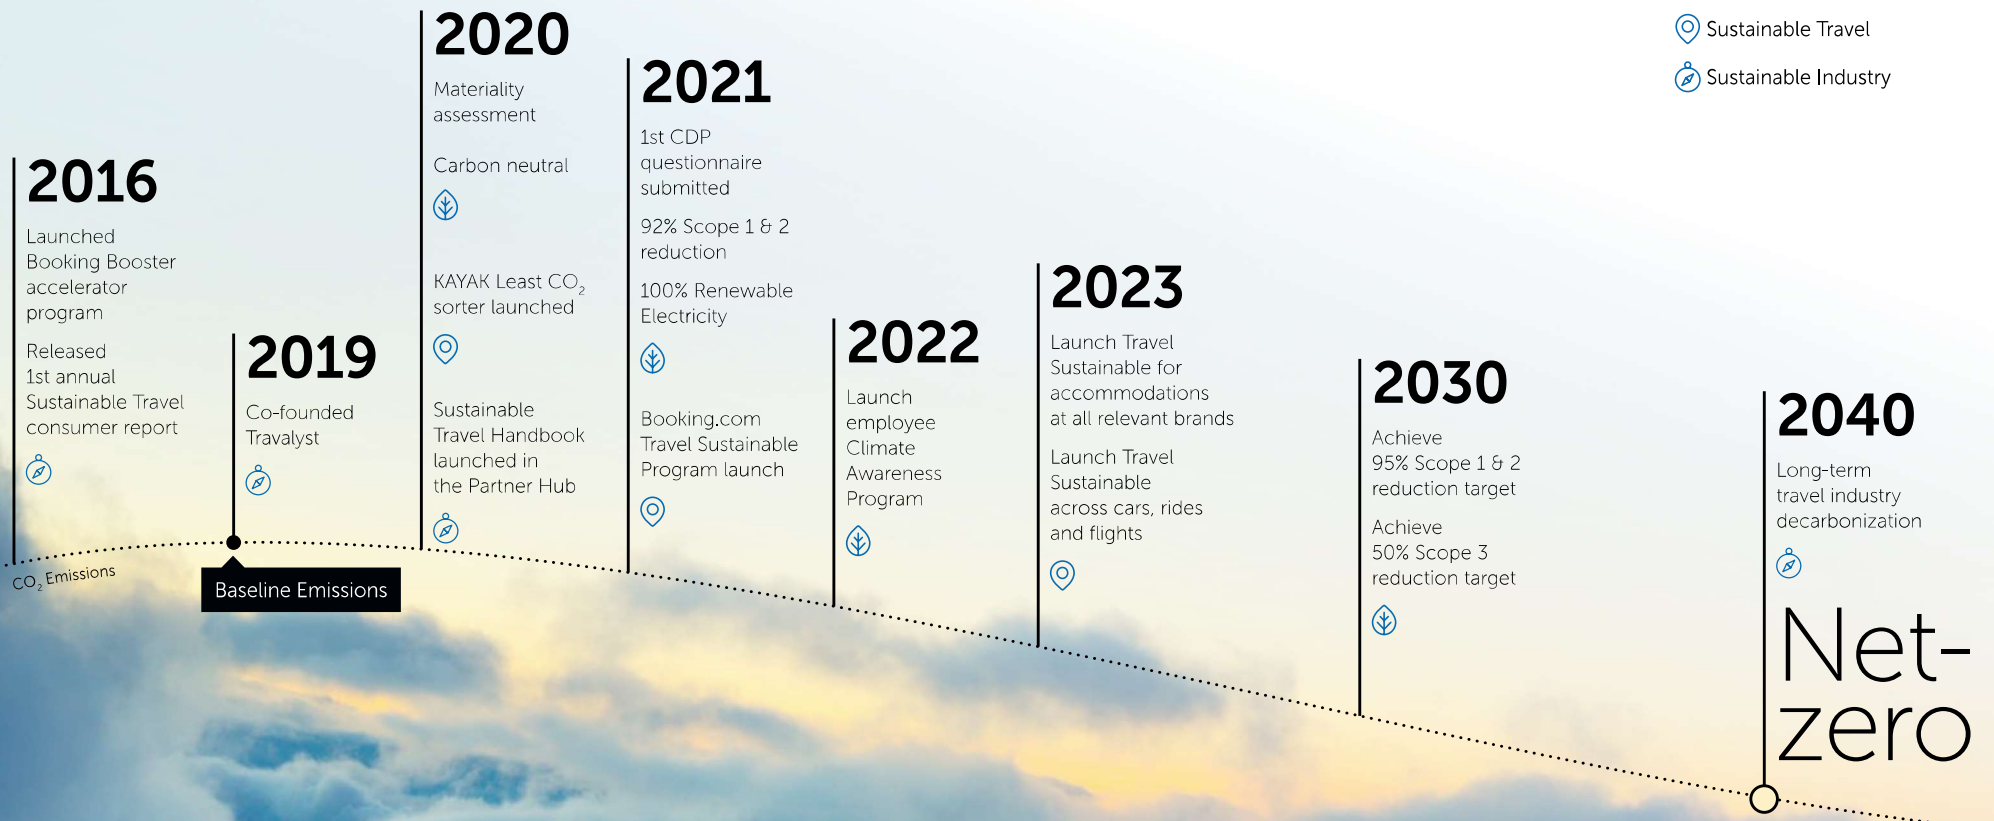 Sustainable Travel
Sustainable Industry
2016
Launched
Booking Booster
accelerator
program
Released
1st annual
Sustainable Travel
consumer report
2019
Co-founded
Travalyst
2020
Materiality
assessment
Carbon neutral
KAYAK Least CO₂
sorter launched
Sustainable
Travel Handbook
launched in
the Partner Hub
2021
1st CDP
questionnaire
submitted
92% Scope 1 & 2
reduction
100% Renewable
Electricity
Booking.com
Travel Sustainable
Program launch
2022
Launch
employee
Climate
Awareness
Program
2023
Launch Travel
Sustainable for
accommodations
at all relevant brands
Launch Travel
Sustainable
across cars, rides
and flights
2030
Achieve
95% Scope 1 & 2
reduction target
Achieve
50% Scope 3
reduction target
2040
Long-term
travel industry
decarbonization
Net-
zero
CO₂ Emissions
Baseline Emissions